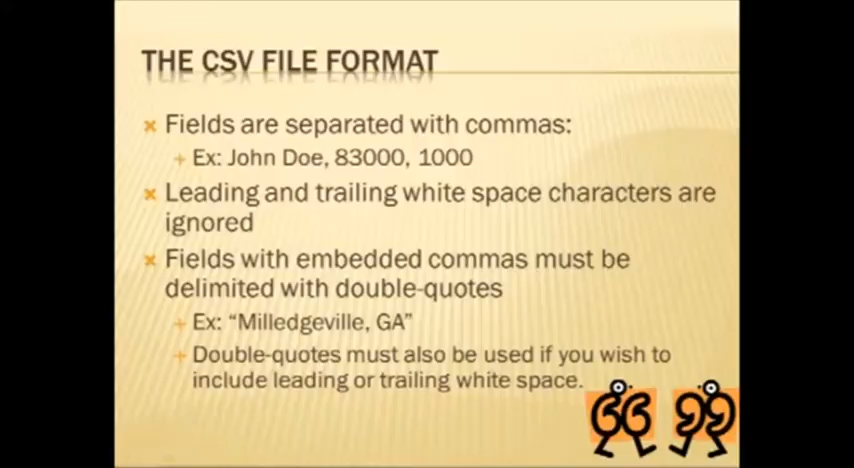 THE CSV FILE FORMAT
Fields are separated with commas:
Ex: John Doe, 83000, 1000
Leading and trailing white space characters are
ignored
Fields with embedded commas must be
delimited with double-quotes
Ex: “Milledgeville, GA”
Double-quotes must also be used if you wish to
include leading or trailing white space.